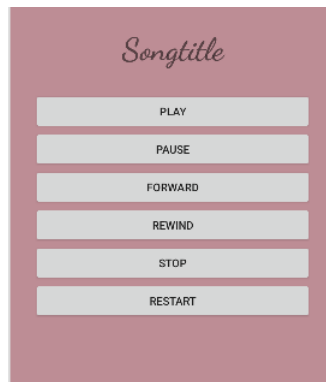 Songtitle
PLAY
PAUSE
FORWARD
REWIND
STOP
RESTART